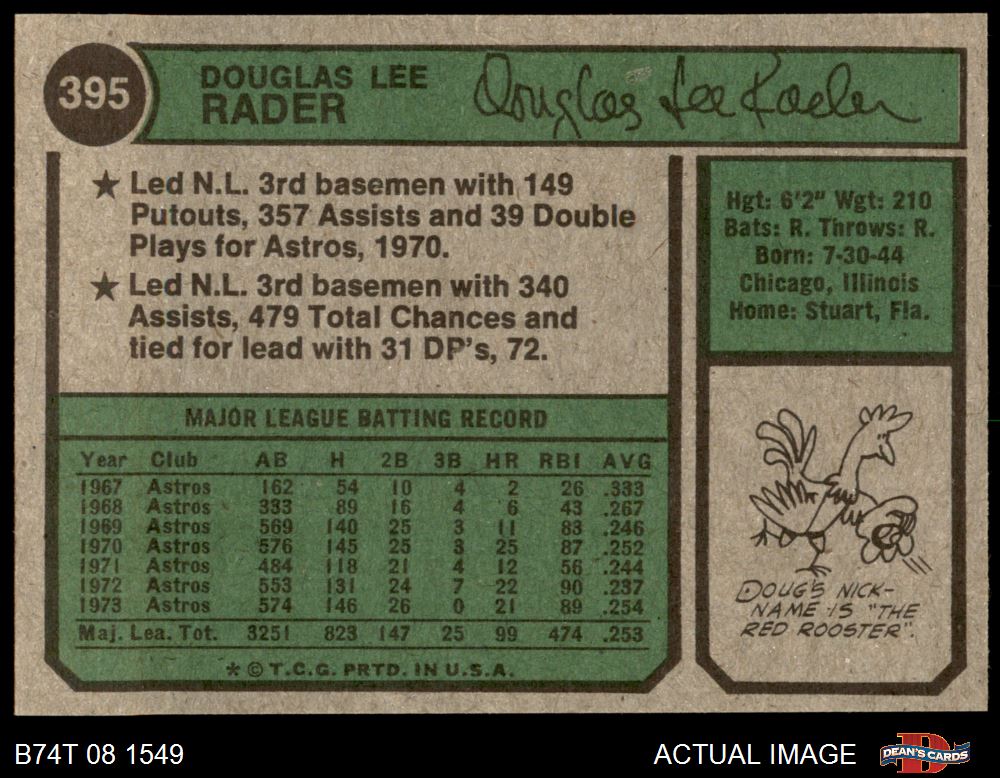 395
DOUGLAS LEE
RADER
Douglas Lee Rader
★ Led N.L. 3rd basemen with 149
Putouts, 357 Assists and 39 Double
Plays for Astros, 1970.
★ Led N.L. 3rd basemen with 340
Assists, 479 Total Chances and
tied for lead with 31 DP's, 72.
Hgt: 6'2" Wgt: 210
Bats: R. Throws: R.
Born: 7-30-44
Chicago, Illinois
Home: Stuart, Fla.
MAJOR LEAGUE BATTING RECORD
Year Club AB H 2B 3B HR RBI AVG
1967 Astros 162 54 10 4 2 26 .333
1968 Astros 333 89 16 4 6 43 .267
1969 Astros 569 140 25 3 11 83 .246
1970 Astros 576 145 25 3 25 87 .252
1971 Astros 484 118 21 4 12 56 .244
1972 Astros 553 131 24 7 22 90 .237
1973 Astros 574 146 26 0 21 89 .254
Maj. Lea. Tot. 3251 823 147 25 99 474 .253
* © T.C.G. PRTD. IN U.S.A.
DOUG'S NICK-
NAME IS "THE
RED ROOSTER".
B74T 08 1549
ACTUAL IMAGE
D
DEAN'S CARDS